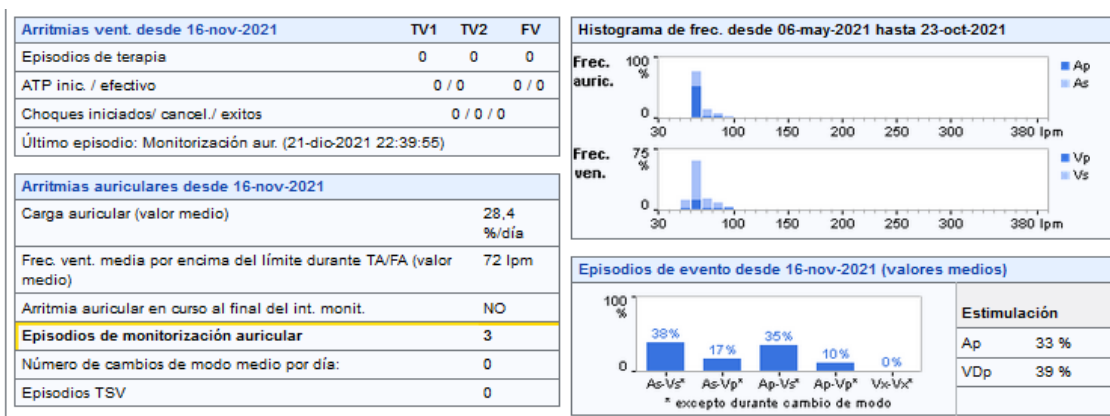 Arritmias vent. desde 16-nov-2021 TV1 TV2 FV
Episodios de terapia 0 0 0
ATP inic. / efectivo 0 / 0 0 / 0
Choques iniciados/ cancel./ exitos 0 / 0 / 0
Último episodio: Monitorización aur. (21-dic-2021 22:39:55)
Arritmias auriculares desde 16-nov-2021
Carga auricular (valor medio) 28,4
%/día
Frec. vent. media por encima del límite durante TA/FA (valor 72 lpm
medio)
Arritmia auricular en curso al final del int. monit. NO
Episodios de monitorización auricular 3
Número de cambios de modo medio por día: 0
Episodios TSV 0
Histograma de frec. desde 06-may-2021 hasta 23-oct-2021
Frec. 100 Ap
auric. % As
0
30 100 150 200 250 300 380 lpm
Frec. 75 Vp
ven. % Vs
0
30 100 150 200 250 300 380 lpm
Episodios de evento desde 16-nov-2021 (valores medios)
100
%
38% 17% 35% 10% 0%
0
As-Vs* As-Vp* Ap-Vs* Ap-Vp* Vx-Vx*
* excepto durante cambio de modo
Estimulación
Ap 33 %
VDp 39 %